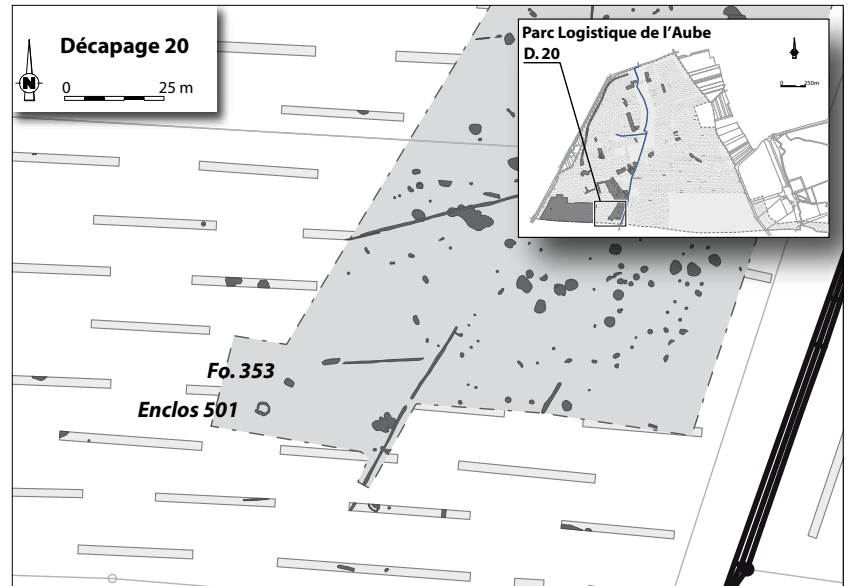 Décapage 20
N
0 25 m
Parc Logistique de l'Aube
D. 20
0 250m
Fo. 353
Enclos 501